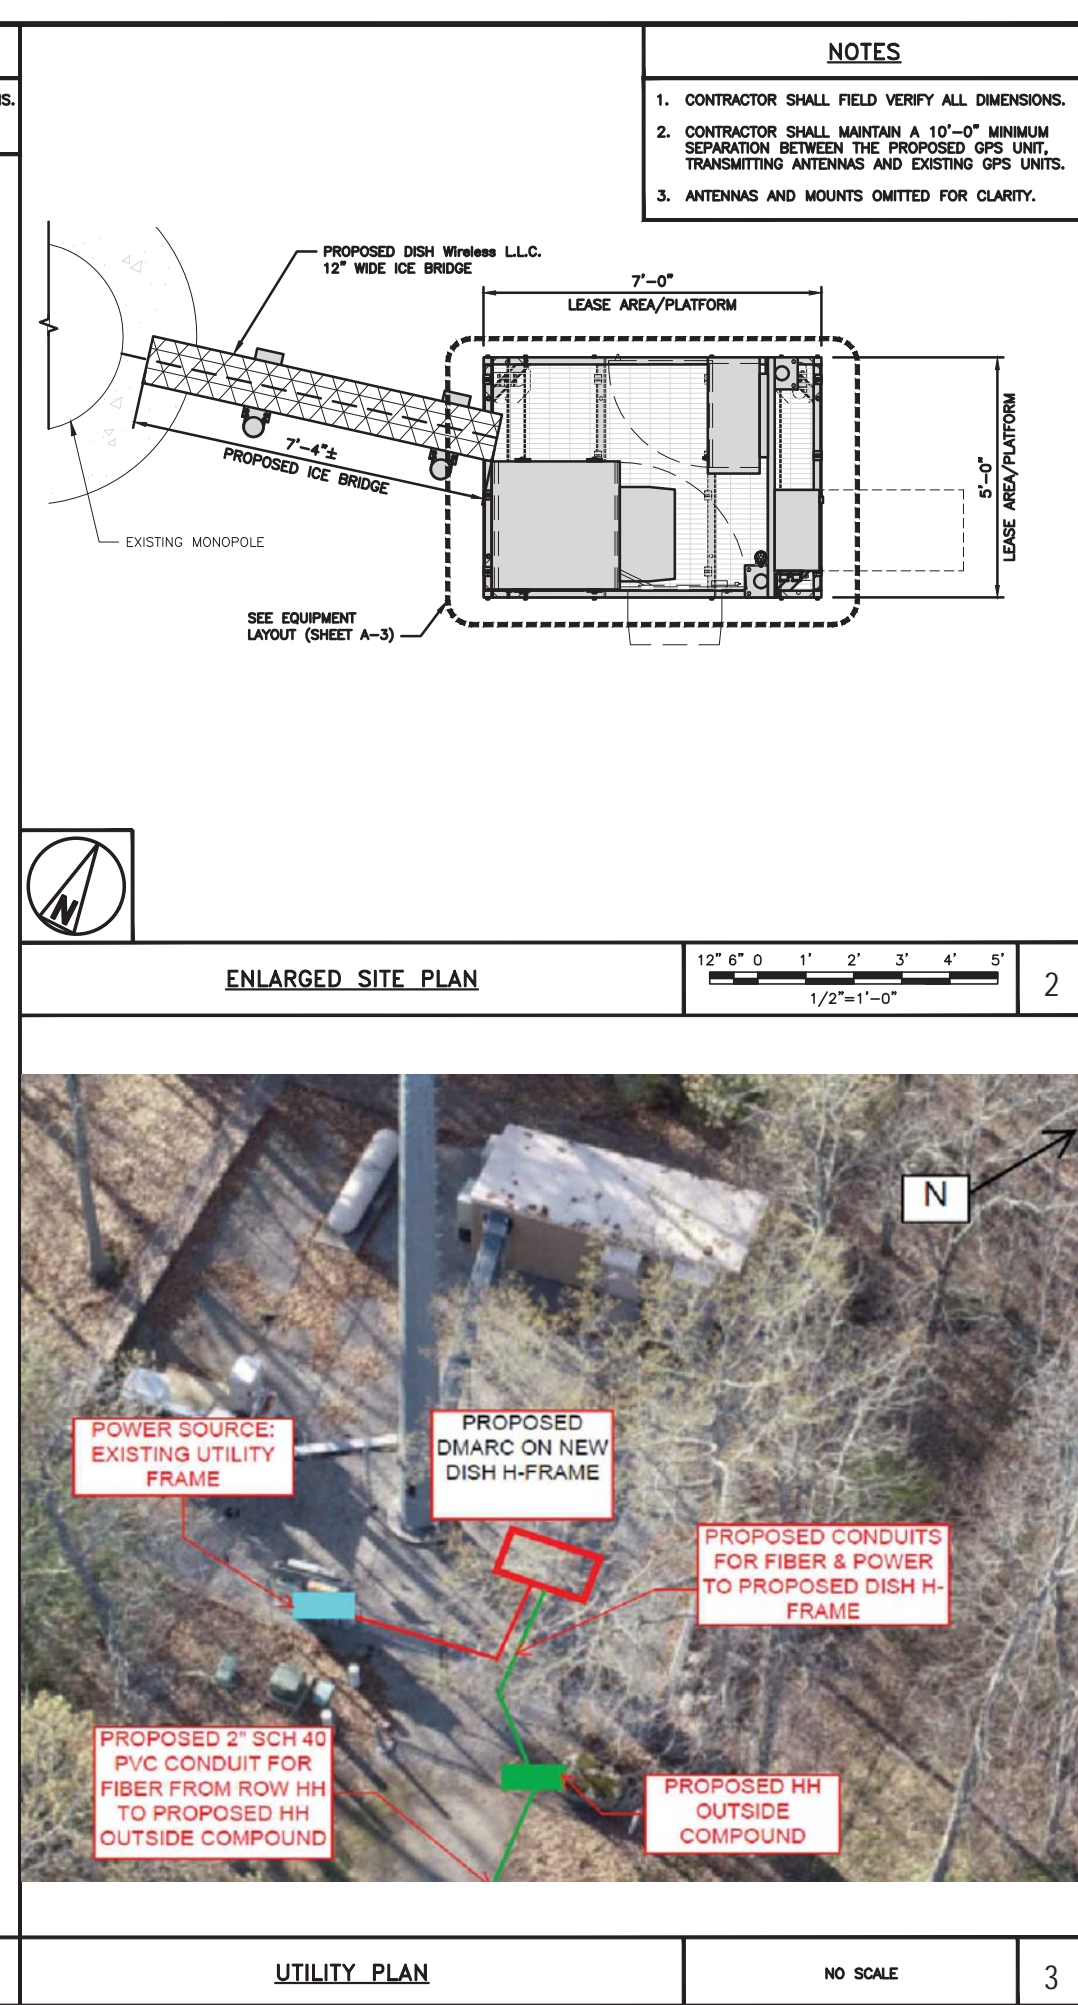 NOTES
NS.
1. CONTRACTOR SHALL FIELD VERIFY ALL DIMENSIONS.
2. CONTRACTOR SHALL MAINTAIN A 10'-0" MINIMUM
SEPARATION BETWEEN THE PROPOSED GPS UNIT,
TRANSMITTING ANTENNAS AND EXISTING GPS UNITS.
3. ANTENNAS AND MOUNTS OMITTED FOR CLARITY.
PROPOSED DISH Wireless L.L.C.
12" WIDE ICE BRIDGE
7'-0"
LEASE AREA/PLATFORM
5'-0"
LEASE AREA/PLATFORM
7'-4"±
PROPOSED ICE BRIDGE
EXISTING MONOPOLE
SEE EQUIPMENT
LAYOUT (SHEET A-3)
N
ENLARGED SITE PLAN
12" 6" 0 1' 2' 3' 4' 5'
1/2"=1'-0"
2
N
POWER SOURCE:
EXISTING UTILITY
FRAME
PROPOSED
DMARC ON NEW
DISH H-FRAME
PROPOSED CONDUITS
FOR FIBER & POWER
TO PROPOSED DISH H-
FRAME
PROPOSED 2" SCH 40
PVC CONDUIT FOR
FIBER FROM ROW HH
TO PROPOSED HH
OUTSIDE COMPOUND
PROPOSED HH
OUTSIDE
COMPOUND
UTILITY PLAN
NO SCALE
3